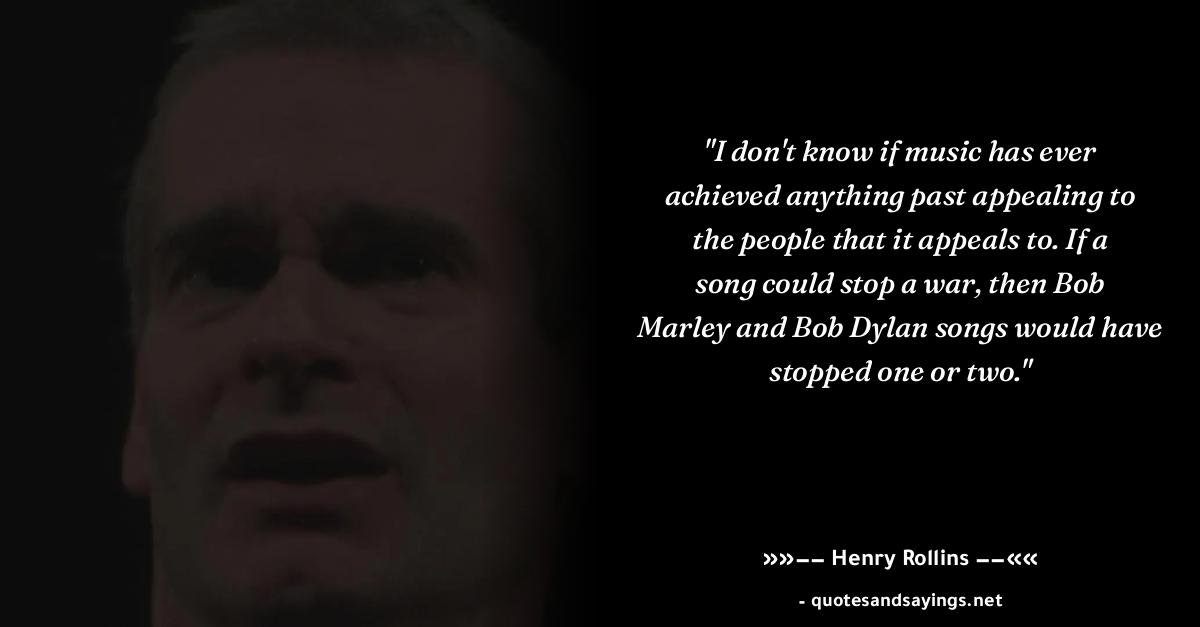 "I don't know if music has ever
achieved anything past appealing to
the people that it appeals to. If a
song could stop a war, then Bob
Marley and Bob Dylan songs would have
stopped one or two."
»»−− Henry Rollins −−««
- quotesandsayings.net